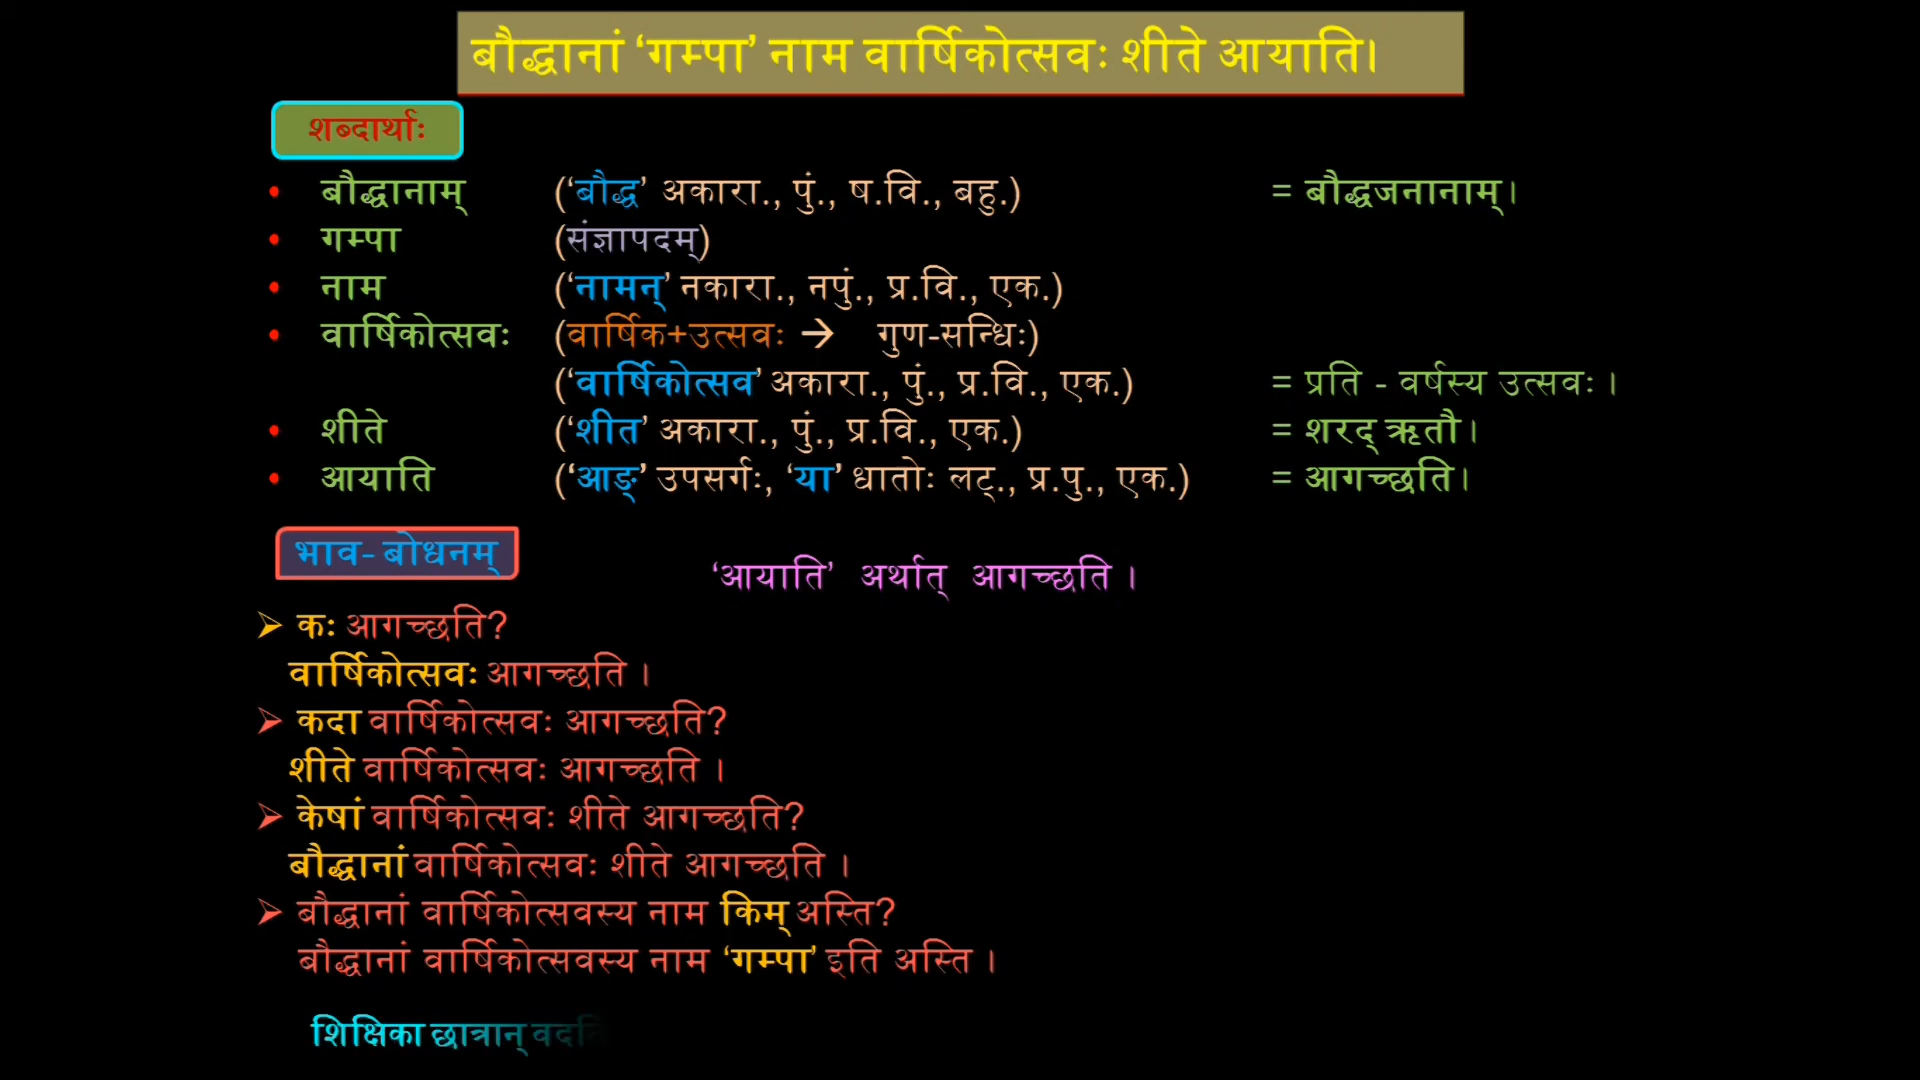 बौद्धानां ‘गम्पा’ नाम वार्षिकोत्सवः शीते आयाति।
शब्दार्थाः
• बौद्धानाम् (‘बौद्ध’ अकारा., पुं., ष.वि., बहु.) = बौद्धजनानाम्।
• गम्पा (संज्ञापदम्)
• नाम (‘नामन्’ नकारा., नपुं., प्र.वि., एक.)
• वार्षिकोत्सवः (वार्षिक+उत्सवः → गुण-सन्धिः)
(‘वार्षिकोत्सव’ अकारा., पुं., प्र.वि., एक.) = प्रति - वर्षस्य उत्सवः ।
• शीते (‘शीत’ अकारा., पुं., प्र.वि., एक.) = शरद् ऋतौ।
• आयाति (‘आङ्’ उपसर्गः, ‘या’ धातोः लट्., प्र.पु., एक.) = आगच्छति।
भाव- बोधनम्
‘आयाति’ अर्थात् आगच्छति ।
➢ कः आगच्छति?
वार्षिकोत्सवः आगच्छति ।
➢ कदा वार्षिकोत्सवः आगच्छति?
शीते वार्षिकोत्सवः आगच्छति ।
➢ केषां वार्षिकोत्सवः शीते आगच्छति?
बौद्धानां वार्षिकोत्सवः शीते आगच्छति ।
➢ बौद्धानां वार्षिकोत्सवस्य नाम किम् अस्ति?
बौद्धानां वार्षिकोत्सवस्य नाम ‘गम्पा’ इति अस्ति ।
शिक्षिका छात्रान्